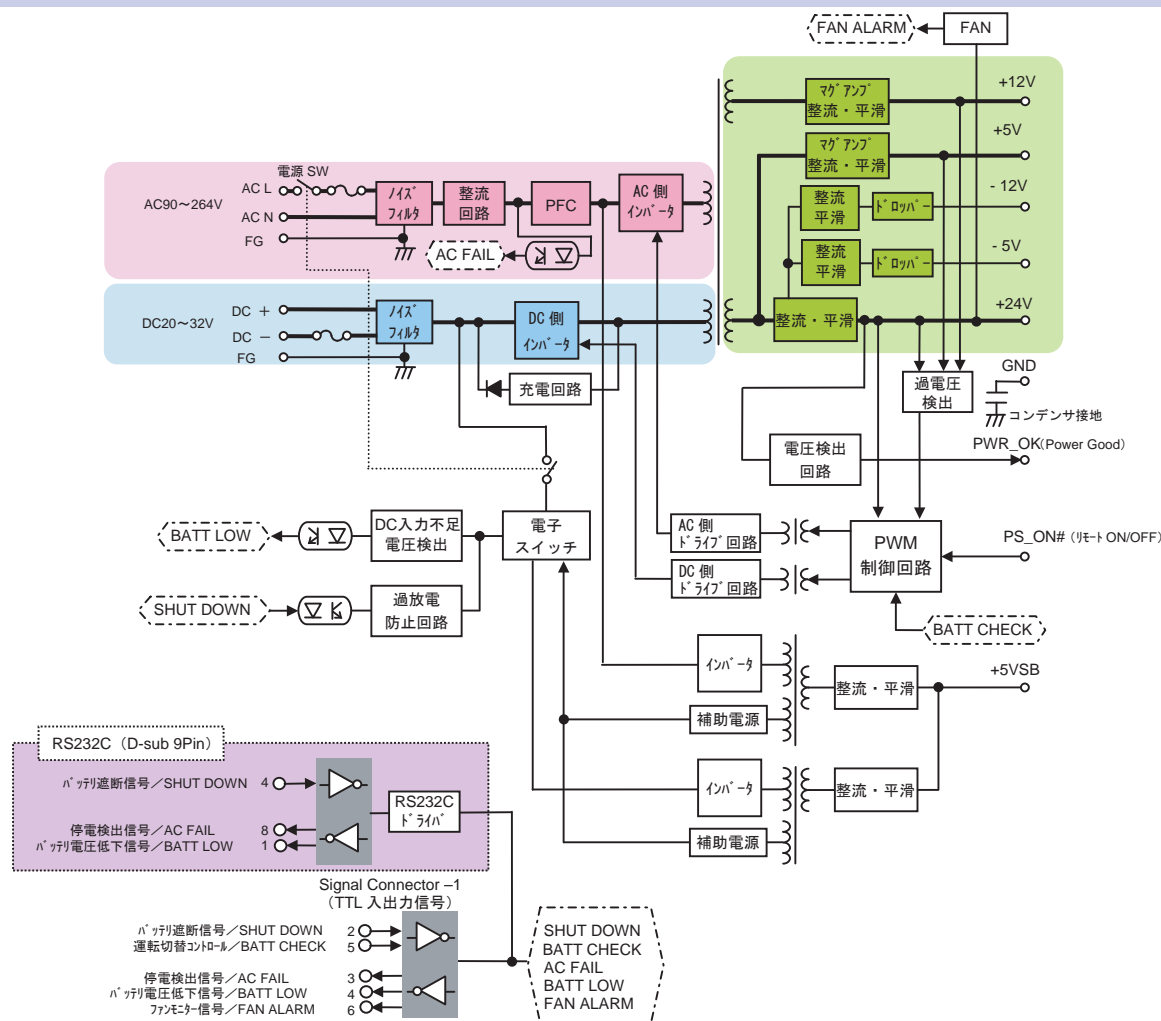 FAN ALARM
FAN
+12V
マグアンプ
整流・平滑
+5V
マグアンプ
整流・平滑
- 12V
整流
平滑
ドロッパー
- 5V
整流
平滑
ドロッパー
+24V
整流・平滑
電源 SW
AC90～264V
AC L
AC N
FG
ノイズ
フィルタ
整流
回路
PFC
AC 側
インバータ
AC FAIL
DC20～32V
DC ＋
DC －
FG
ノイズ
フィルタ
DC 側
インバータ
充電回路
過電圧
検出
GND
コンデンサ接地
電圧検出
回路
PWR_OK(Power Good)
BATT LOW
DC入力不足
電圧検出
電子
スイッチ
AC 側
ドライブ回路
DC 側
ドライブ回路
PWM
制御回路
PS_ON# (リモート ON/OFF)
SHUT DOWN
過放電
防止回路
BATT CHECK
インバータ
整流・平滑
+5VSB
補助電源
インバータ
整流・平滑
補助電源
RS232C（D-sub 9Pin）
バッテリ遮断信号／SHUT DOWN 4
RS232C
ドライバ
停電検出信号／AC FAIL 8
バッテリ電圧低下信号／BATT LOW 1
Signal Connector –1
（TTL 入出力信号）
バッテリ遮断信号／SHUT DOWN 2
運転切替コントロール／BATT CHECK 5
停電検出信号／AC FAIL 3
バッテリ電圧低下信号／BATT LOW 4
ファンモニター信号／FAN ALARM 6
SHUT DOWN
BATT CHECK
AC FAIL
BATT LOW
FAN ALARM